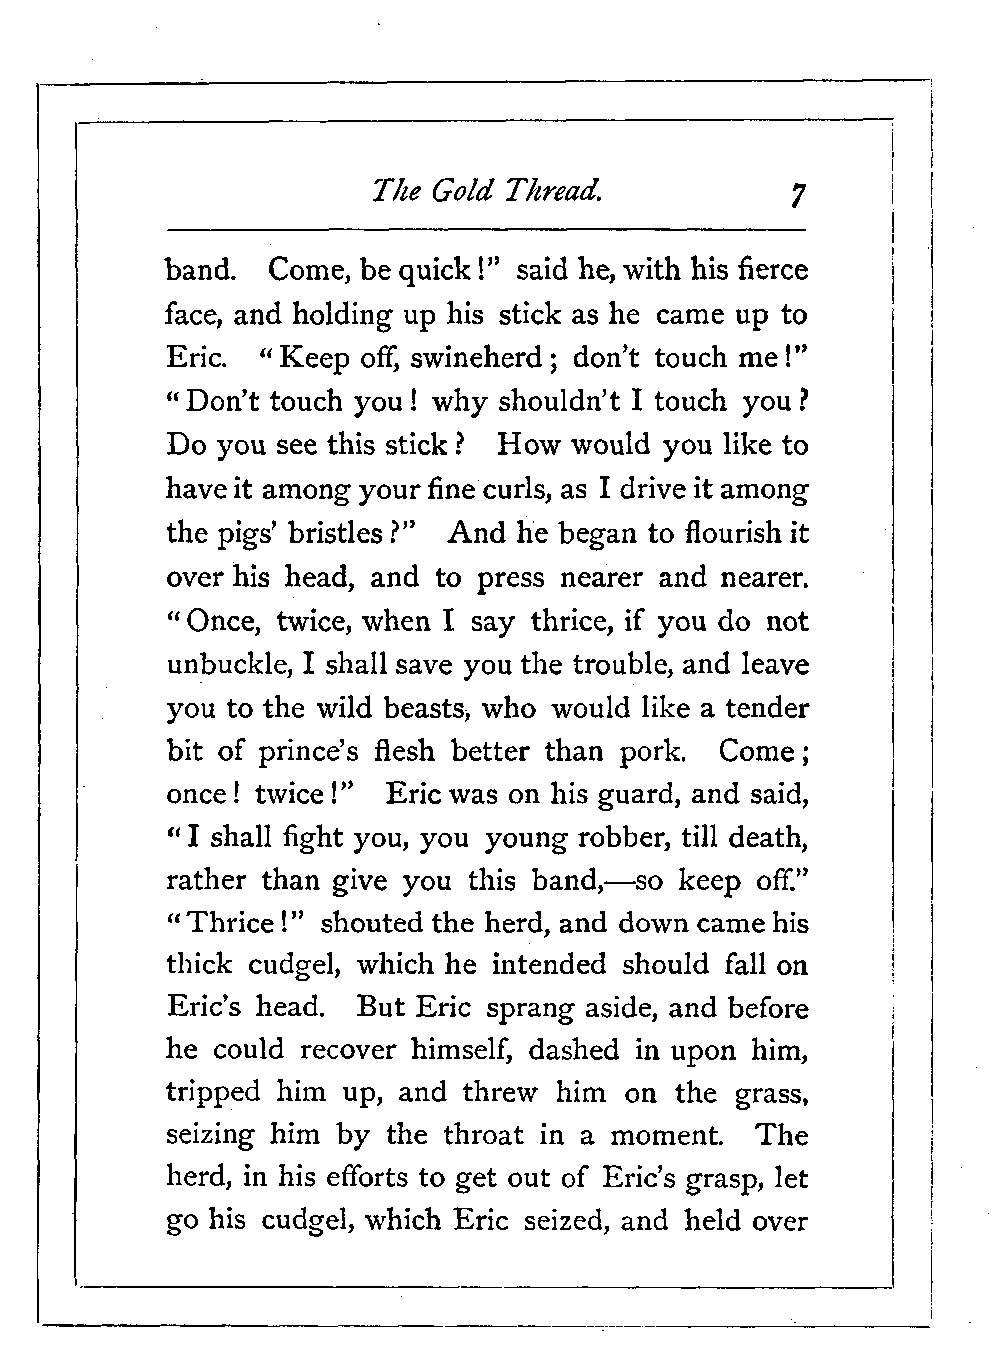 The Gold Thread. 7
band. Come, be quick!" said he, with his fierce
face, and holding up his stick as he came up to
Eric. "Keep off, swineherd; don't touch me!"
"Don't touch you! why shouldn't I touch you?
Do you see this stick? How would you like to
have it among your fine curls, as I drive it among
the pigs' bristles?" And he began to flourish it
over his head, and to press nearer and nearer.
"Once, twice, when I say thrice, if you do not
unbuckle, I shall save you the trouble, and leave
you to the wild beasts, who would like a tender
bit of prince's flesh better than pork. Come;
once! twice!" Eric was on his guard, and said,
"I shall fight you, you young robber, till death,
rather than give you this band,—so keep off."
"Thrice!" shouted the herd, and down came his
thick cudgel, which he intended should fall on
Eric's head. But Eric sprang aside, and before
he could recover himself, dashed in upon him,
tripped him up, and threw him on the grass,
seizing him by the throat in a moment. The
herd, in his efforts to get out of Eric's grasp, let
go his cudgel, which Eric seized, and held over